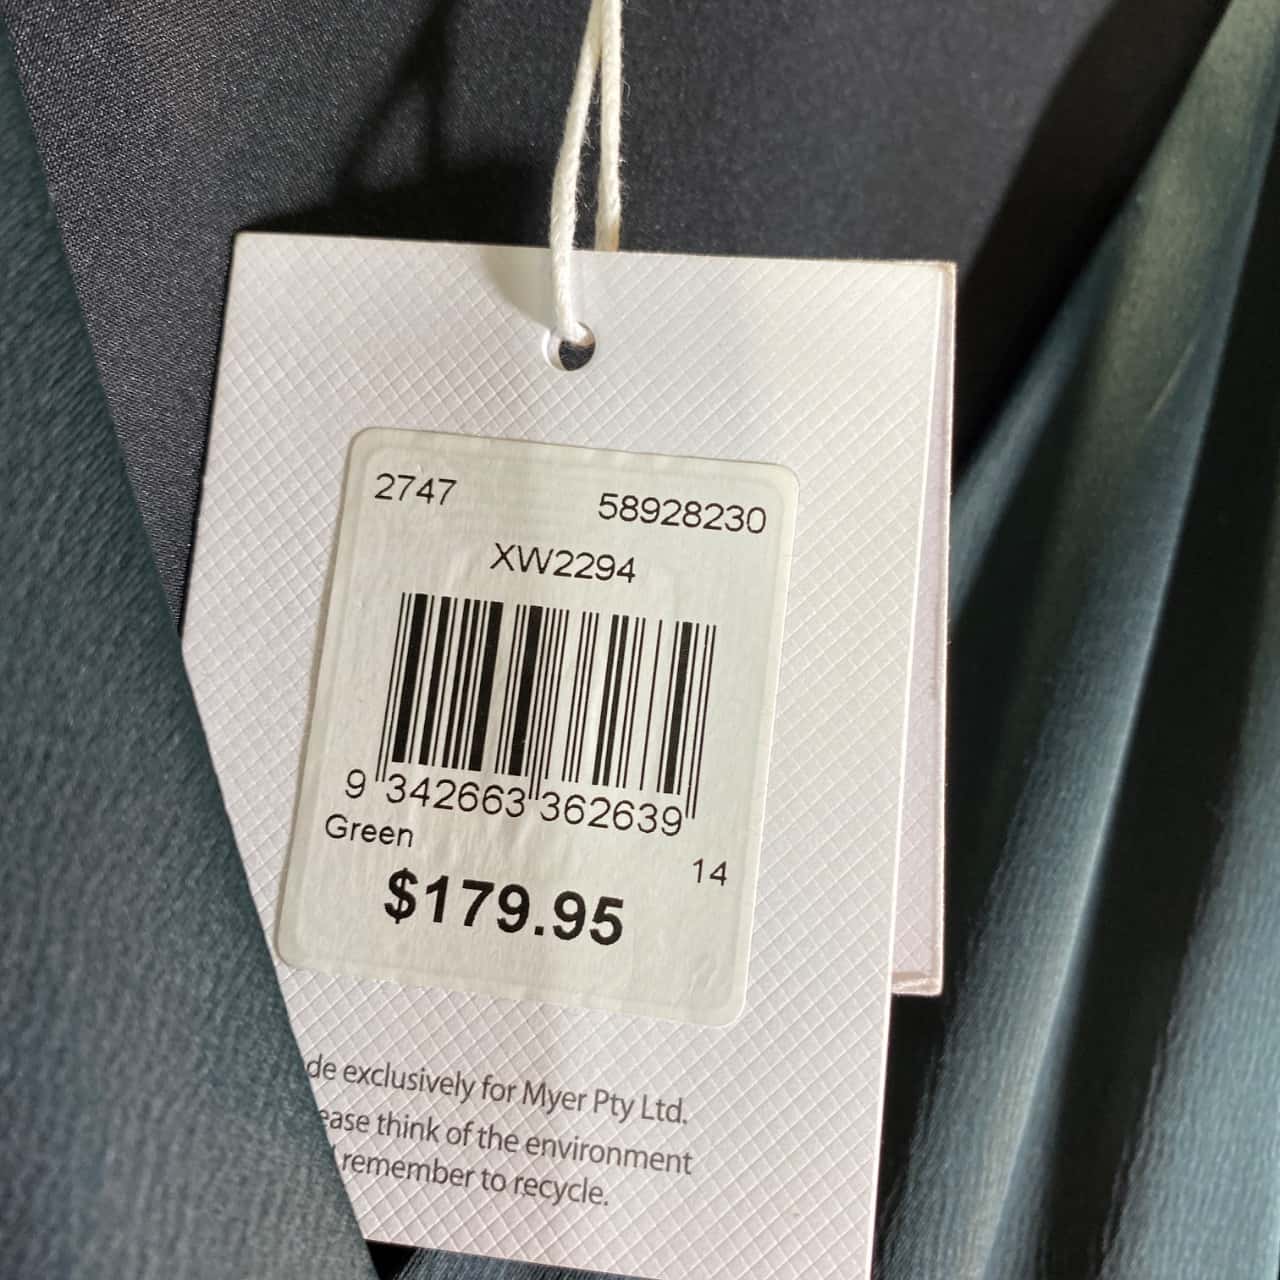 2747 58928230
XW2294
9 342663 362639
Green
14
$179.95
de exclusively for Myer Pty Ltd.
ease think of the environment
remember to recycle.